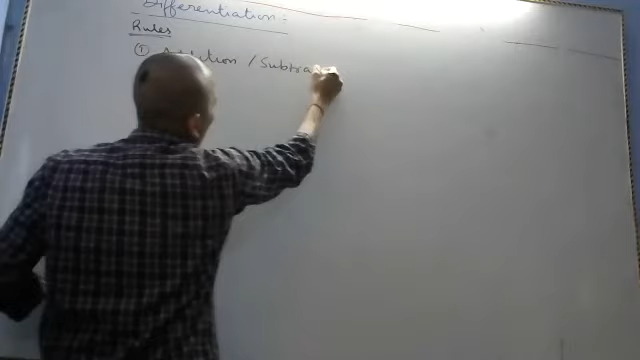 Differentiation :-
Rules
① Addition / Subtra